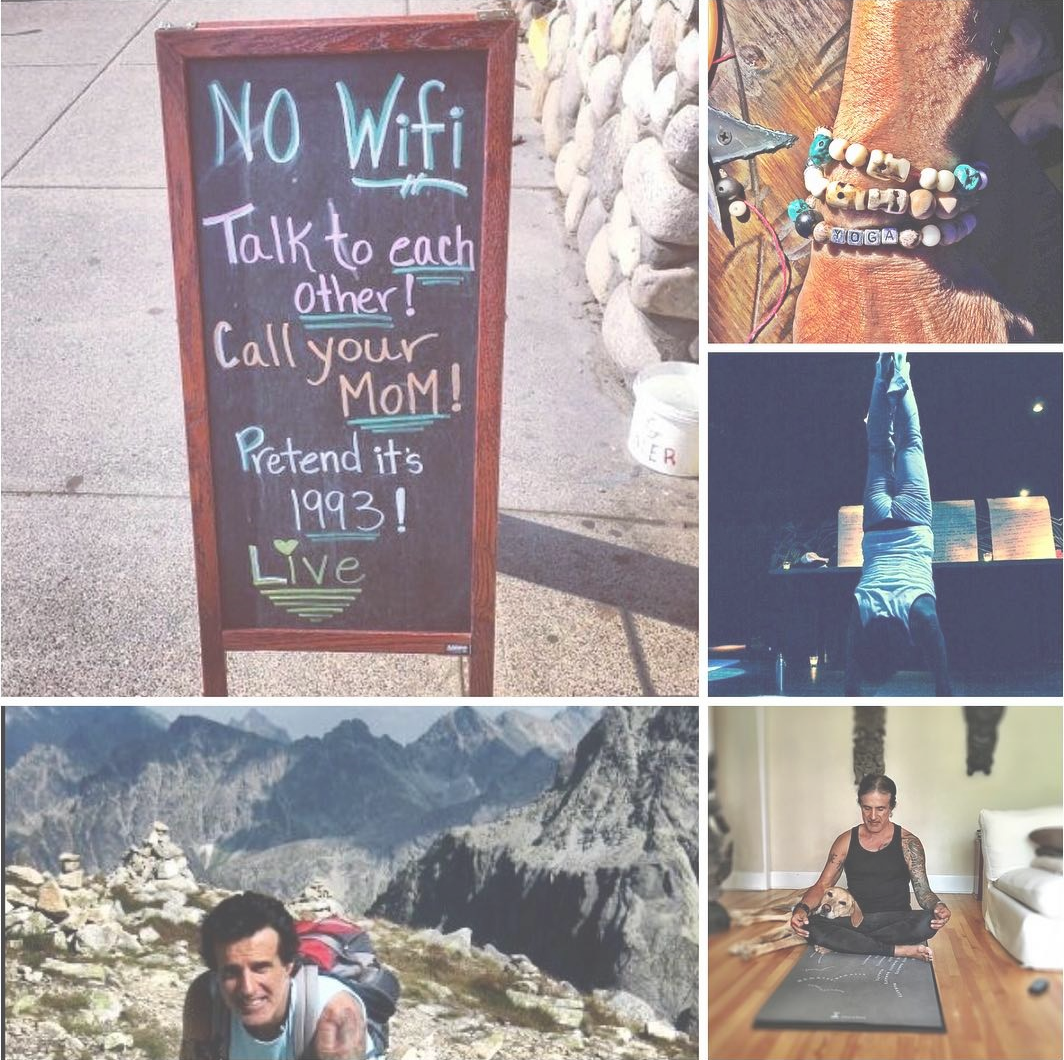 NO Wifi
Talk to each
other!
Call your
MOM!
Pretend it's
1993!
Live
YOGA